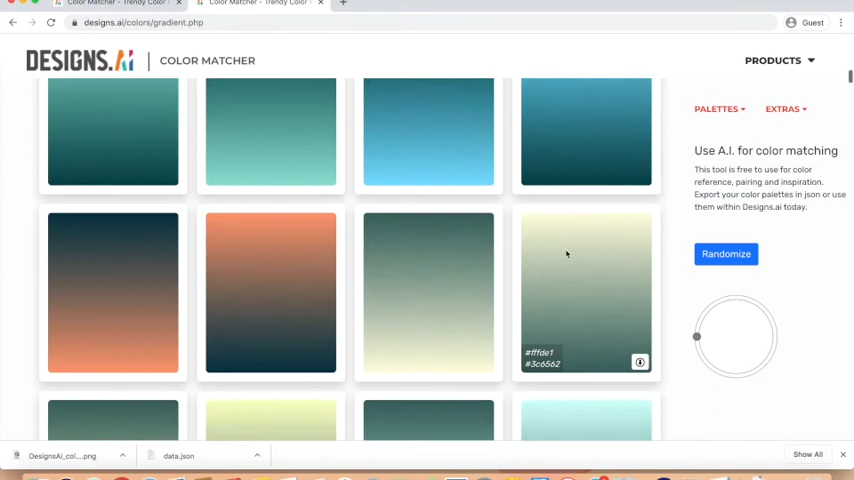 Color Matcher - Trendy Color
Color Matcher - Trendy Color
designs.ai/colors/gradient.php
Guest
DESIGNS.Ai
COLOR MATCHER
PRODUCTS
PALETTES
EXTRAS
Use A.I. for color matching
This tool is free to use for color
reference, pairing and inspiration.
Export your color palettes in json or use
them within Designs.ai today.
Randomize
#fffde1
#3c6562
DesignsAi_col....png
data.json
Show All